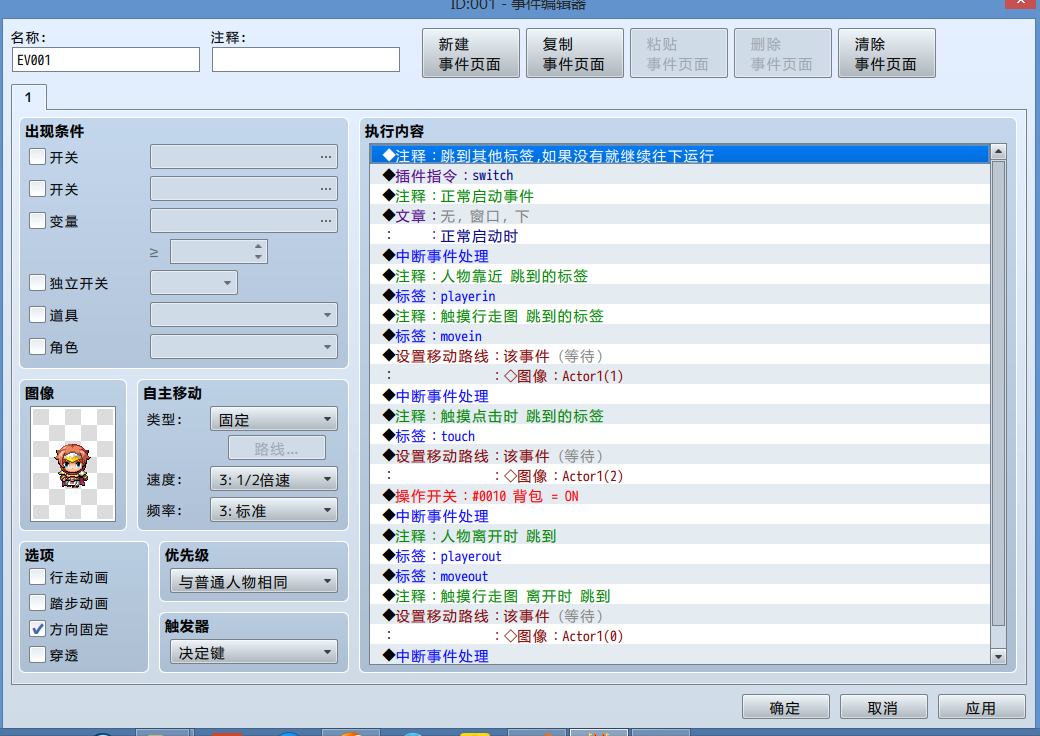 ID:001 - 事件编辑器
名称:
注释:
EV001
新建
事件页面
复制
事件页面
粘贴
事件页面
删除
事件页面
清除
事件页面
1
出现条件
开关
...
开关
...
变量
...
≥
独立开关
道具
角色
图像
自主移动
类型:
固定
路线...
速度:
3: 1/2倍速
频率:
3: 标准
选项
行走动画
踏步动画
方向固定
穿透
优先级
与普通人物相同
触发器
决定键
执行内容
◆注释：跳到其他标签,如果没有就继续往下运行
◆插件指令：switch
◆注释：正常启动事件
◆文章：无, 窗口, 下
:　　：正常启动时
◆中断事件处理
◆注释：人物靠近 跳到的标签
◆标签：playerin
◆注释：触摸行走图 跳到的标签
◆标签：movein
◆设置移动路线：该事件 (等待)
:　　　　　　：◇图像：Actor1(1)
◆中断事件处理
◆注释：触摸点击时 跳到的标签
◆标签：touch
◆设置移动路线：该事件 (等待)
:　　　　　　：◇图像：Actor1(2)
◆操作开关：#0010 背包 = ON
◆中断事件处理
◆注释：人物离开时 跳到
◆标签：playerout
◆标签：moveout
◆注释：触摸行走图 离开时 跳到
◆设置移动路线：该事件 (等待)
:　　　　　　：◇图像：Actor1(0)
◆中断事件处理
确定
取消
应用